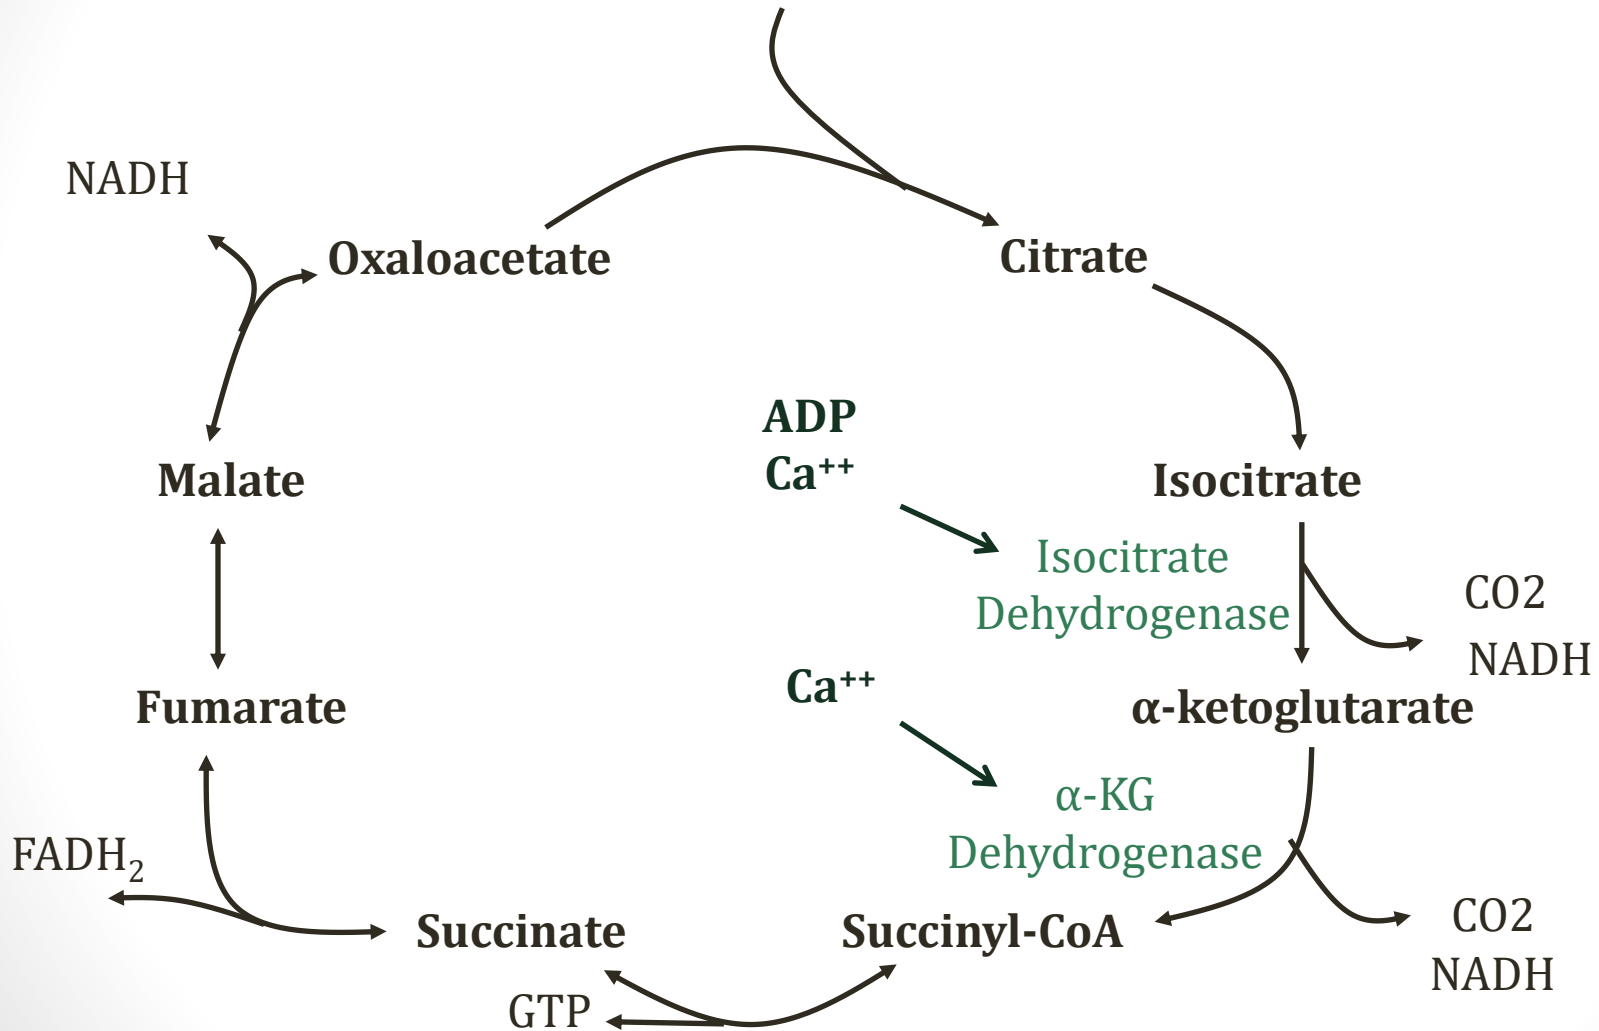 NADH
Oxaloacetate
Citrate
ADP
Ca⁺⁺
Malate
Isocitrate
Isocitrate
Dehydrogenase
CO2
NADH
Ca⁺⁺
Fumarate
α-ketoglutarate
α-KG
Dehydrogenase
FADH₂
Succinate
Succinyl-CoA
CO2
NADH
GTP